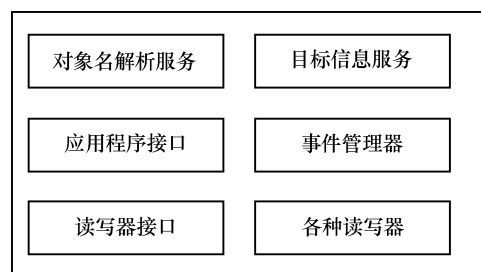 对象名解析服务
目标信息服务
应用程序接口
事件管理器
读写器接口
各种读写器